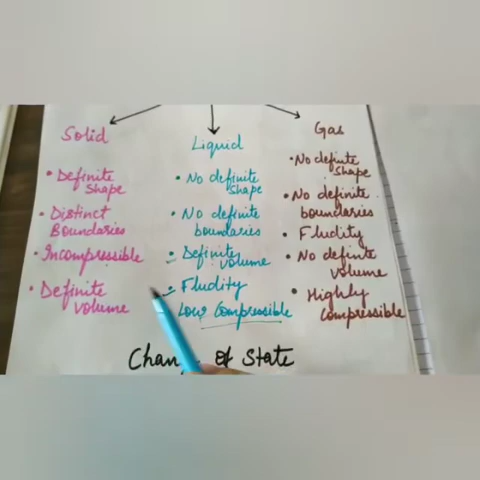 Solid
• Definite
Shape
• Distinct
Boundaries
• Incompressible
• Definite
Volume
Liquid
• No definite
Shape
• No definite
boundaries
• Definite
volume
• Fludity
Low compressible
Gas
• No definite
Shape
• No definite
boundaries
• Fludity
• No definite
volume
• Highly
Compressible
Change of State